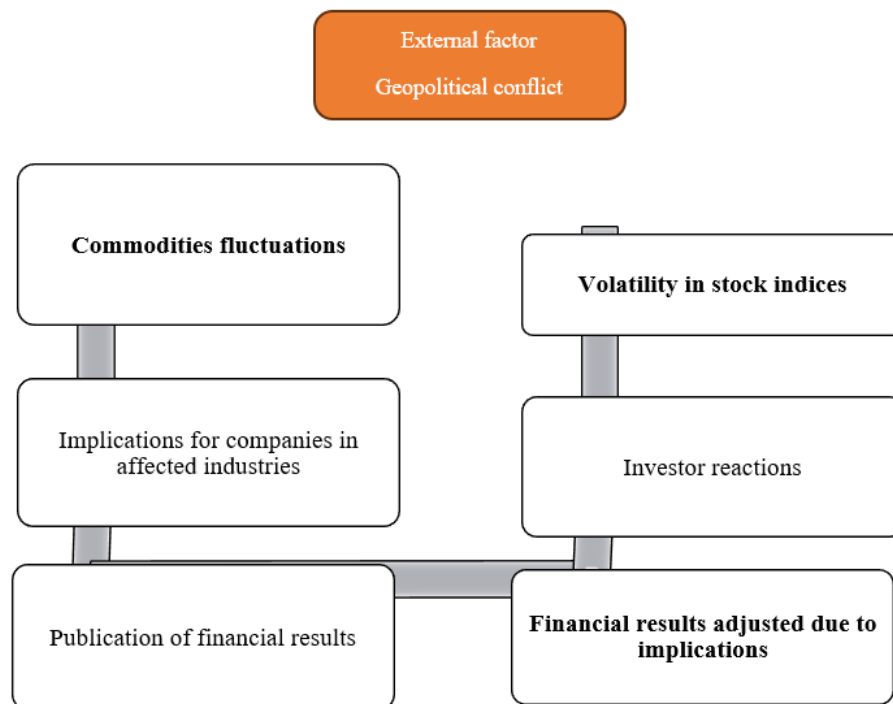 External factor
Geopolitical conflict
Commodities fluctuations
Implications for companies in
affected industries
Publication of financial results
Financial results adjusted due to
implications
Investor reactions
Volatility in stock indices